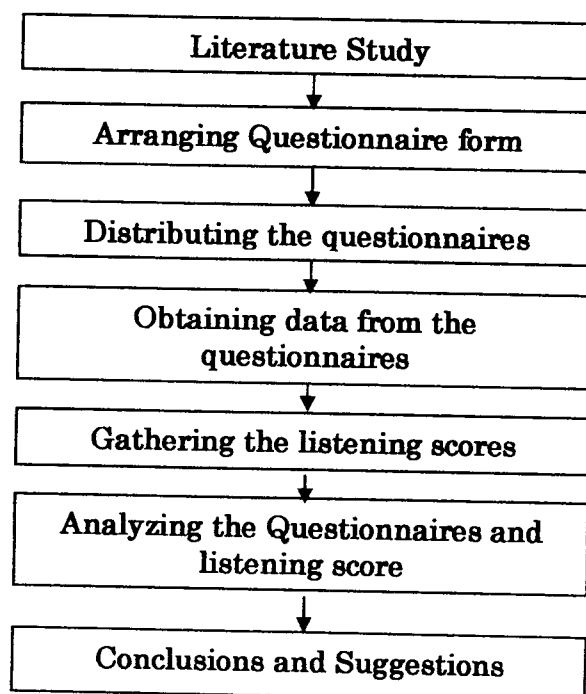 Literature Study
Arranging Questionnaire form
Distributing the questionnaires
Obtaining data from the
questionnaires
Gathering the listening scores
Analyzing the Questionnaires and
listening score
Conclusions and Suggestions